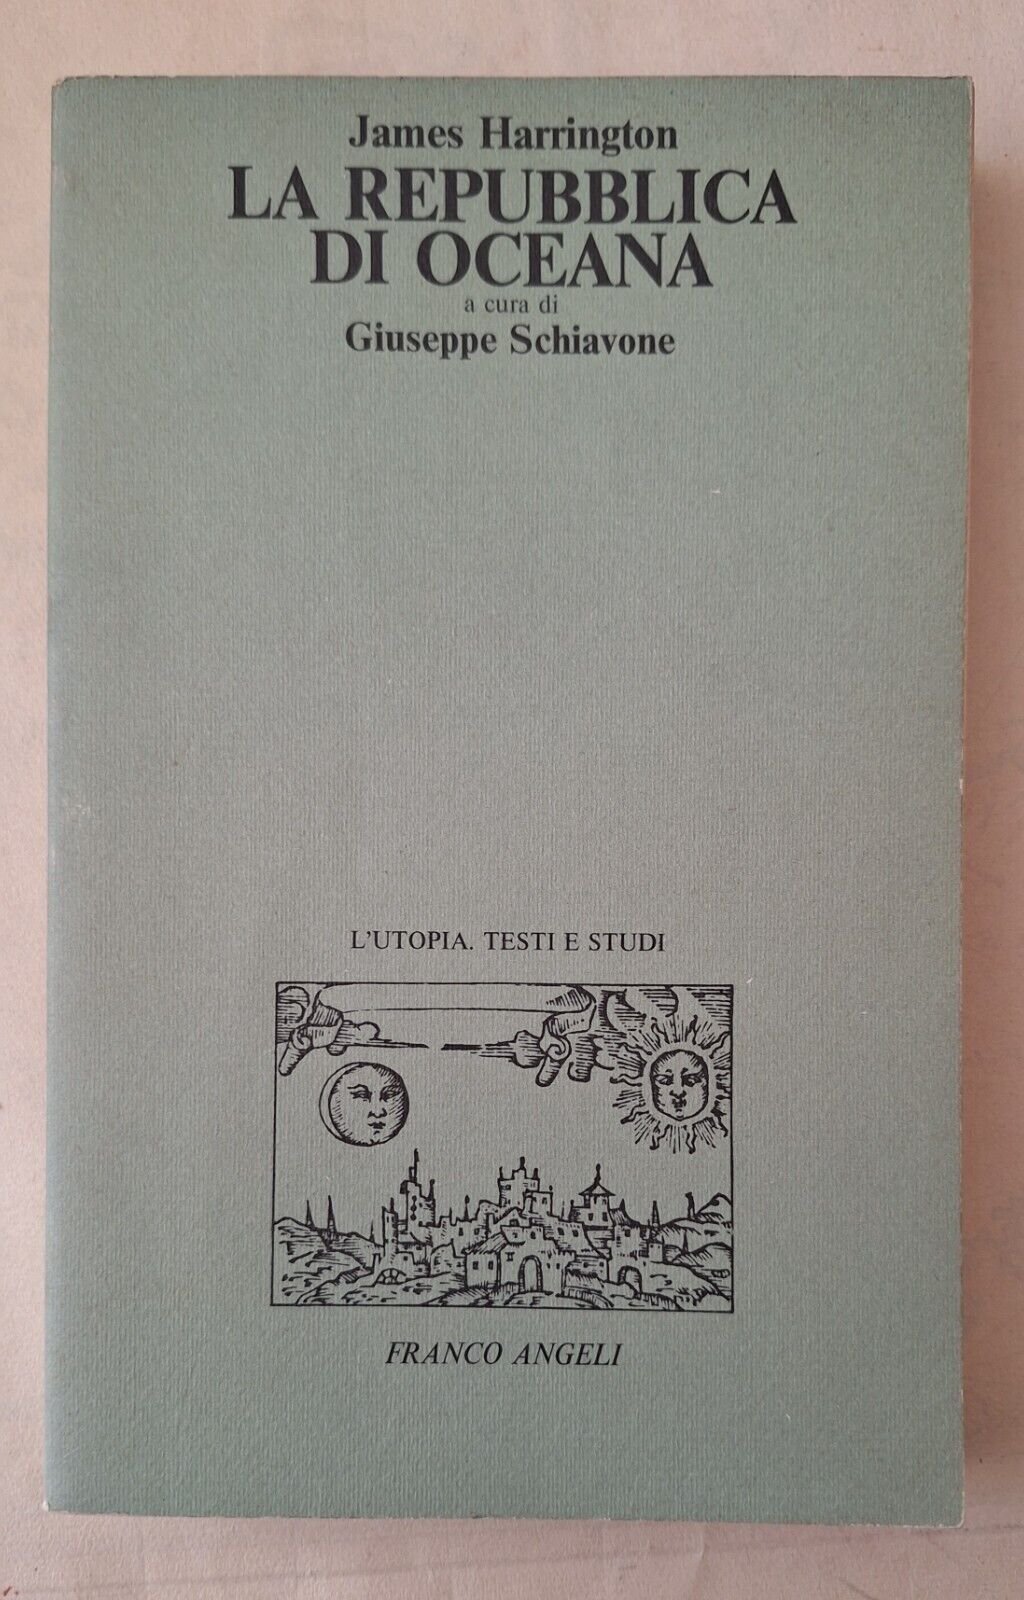 James Harrington
LA REPUBBLICA
DI OCEANA
a cura di
Giuseppe Schiavone
L'UTOPIA. TESTI E STUDI
FRANCO ANGELI